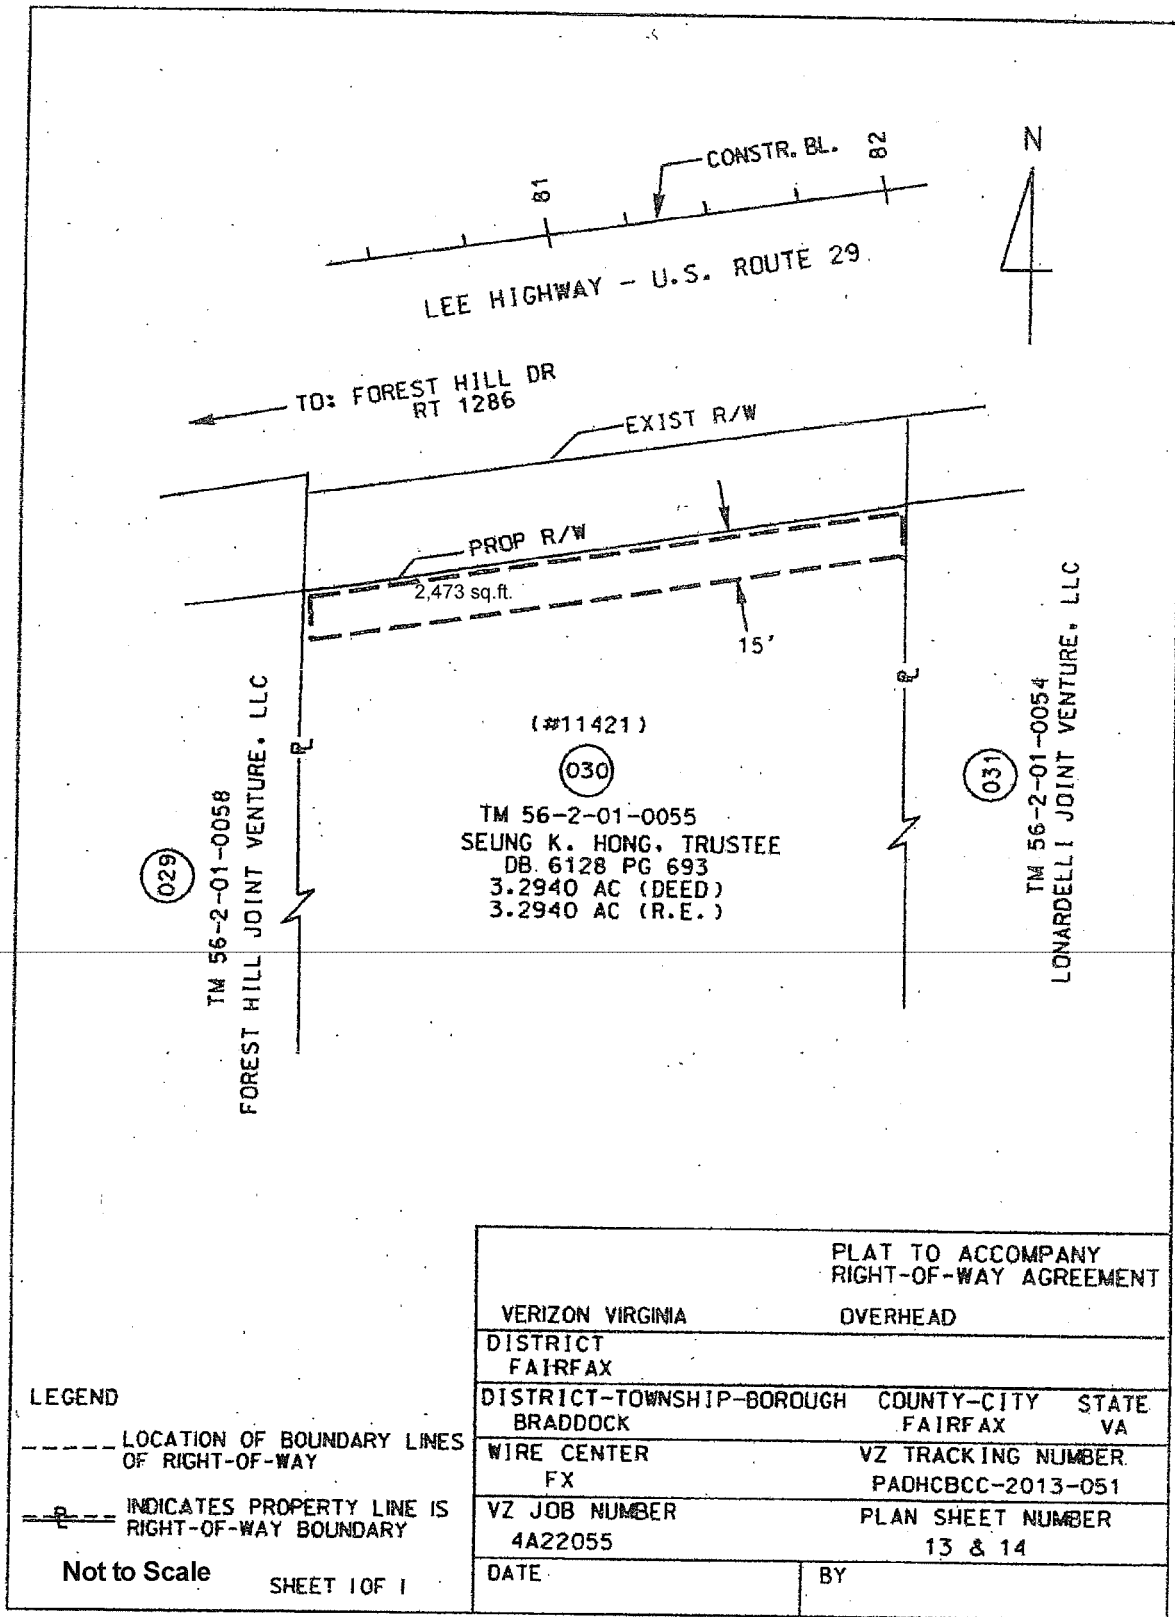 N
CONSTR. BL.
81
82
LEE HIGHWAY - U.S. ROUTE 29
TO: FOREST HILL DR
RT 1286
EXIST R/W
PROP R/W
2,473 sq.ft.
15'
PL
PL
(#11421)
030
TM 56-2-01-0055
SEUNG K. HONG, TRUSTEE
DB 6128 PG 693
3.2940 AC (DEED)
3.2940 AC (R.E.)
029
TM 56-2-01-0058
FOREST HILL JOINT VENTURE, LLC
031
TM 56-2-01-0054
LONARDELLI JOINT VENTURE, LLC
PLAT TO ACCOMPANY
RIGHT-OF-WAY AGREEMENT
VERIZON VIRGINIA OVERHEAD
DISTRICT
FAIRFAX
DISTRICT-TOWNSHIP-BOROUGH COUNTY-CITY STATE
BRADDOCK FAIRFAX VA
WIRE CENTER VZ TRACKING NUMBER
FX PADHCBCC-2013-051
VZ JOB NUMBER PLAN SHEET NUMBER
4A22055 13 & 14
DATE BY
LEGEND
LOCATION OF BOUNDARY LINES
OF RIGHT-OF-WAY
PL INDICATES PROPERTY LINE IS
RIGHT-OF-WAY BOUNDARY
Not to Scale SHEET 1 OF 1